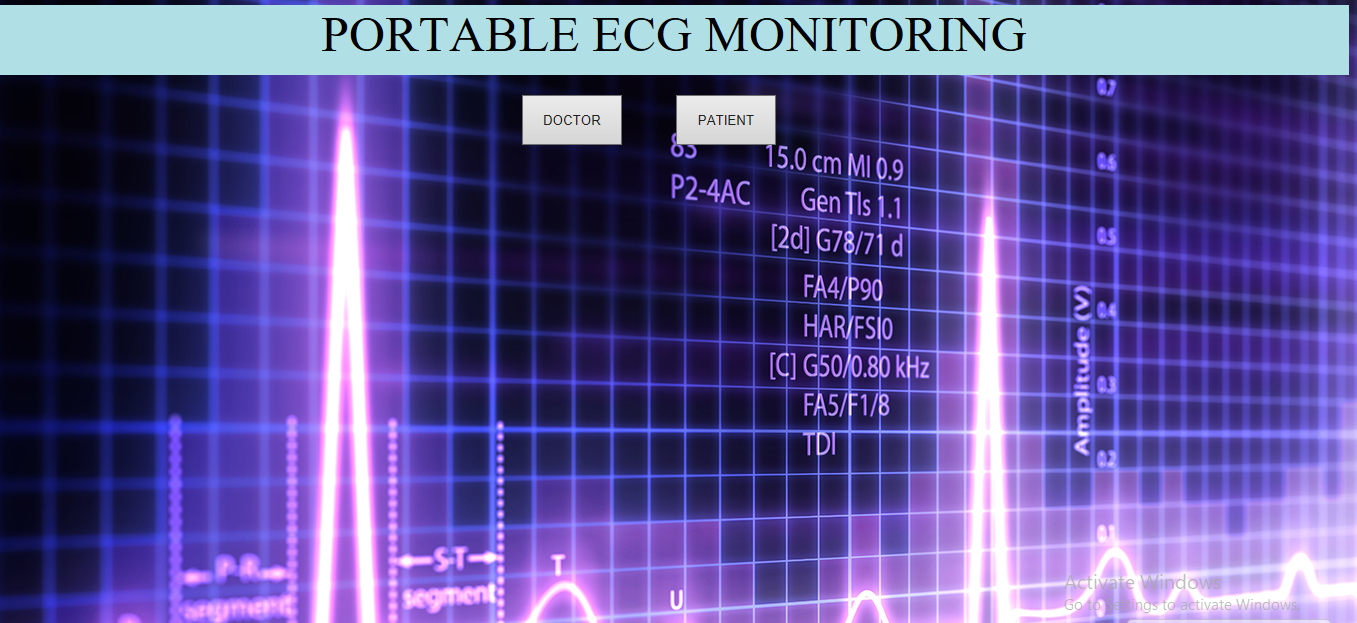 PORTABLE ECG MONITORING
DOCTOR
PATIENT
15.0 cm MI 0.9
P2-4AC
Gen Tls 1.1
[2d] G78/71 d
FA4/P90
HAR/FSI0
[C] G50/0.80 kHz
FA5/F1/8
TDI
0.7
0.6
0.5
0.4
0.3
0.2
0.1
Amplitude (V)
P-R
segment
S-T
segment
T
U
Activate Windows
Go to Settings to activate Windows.